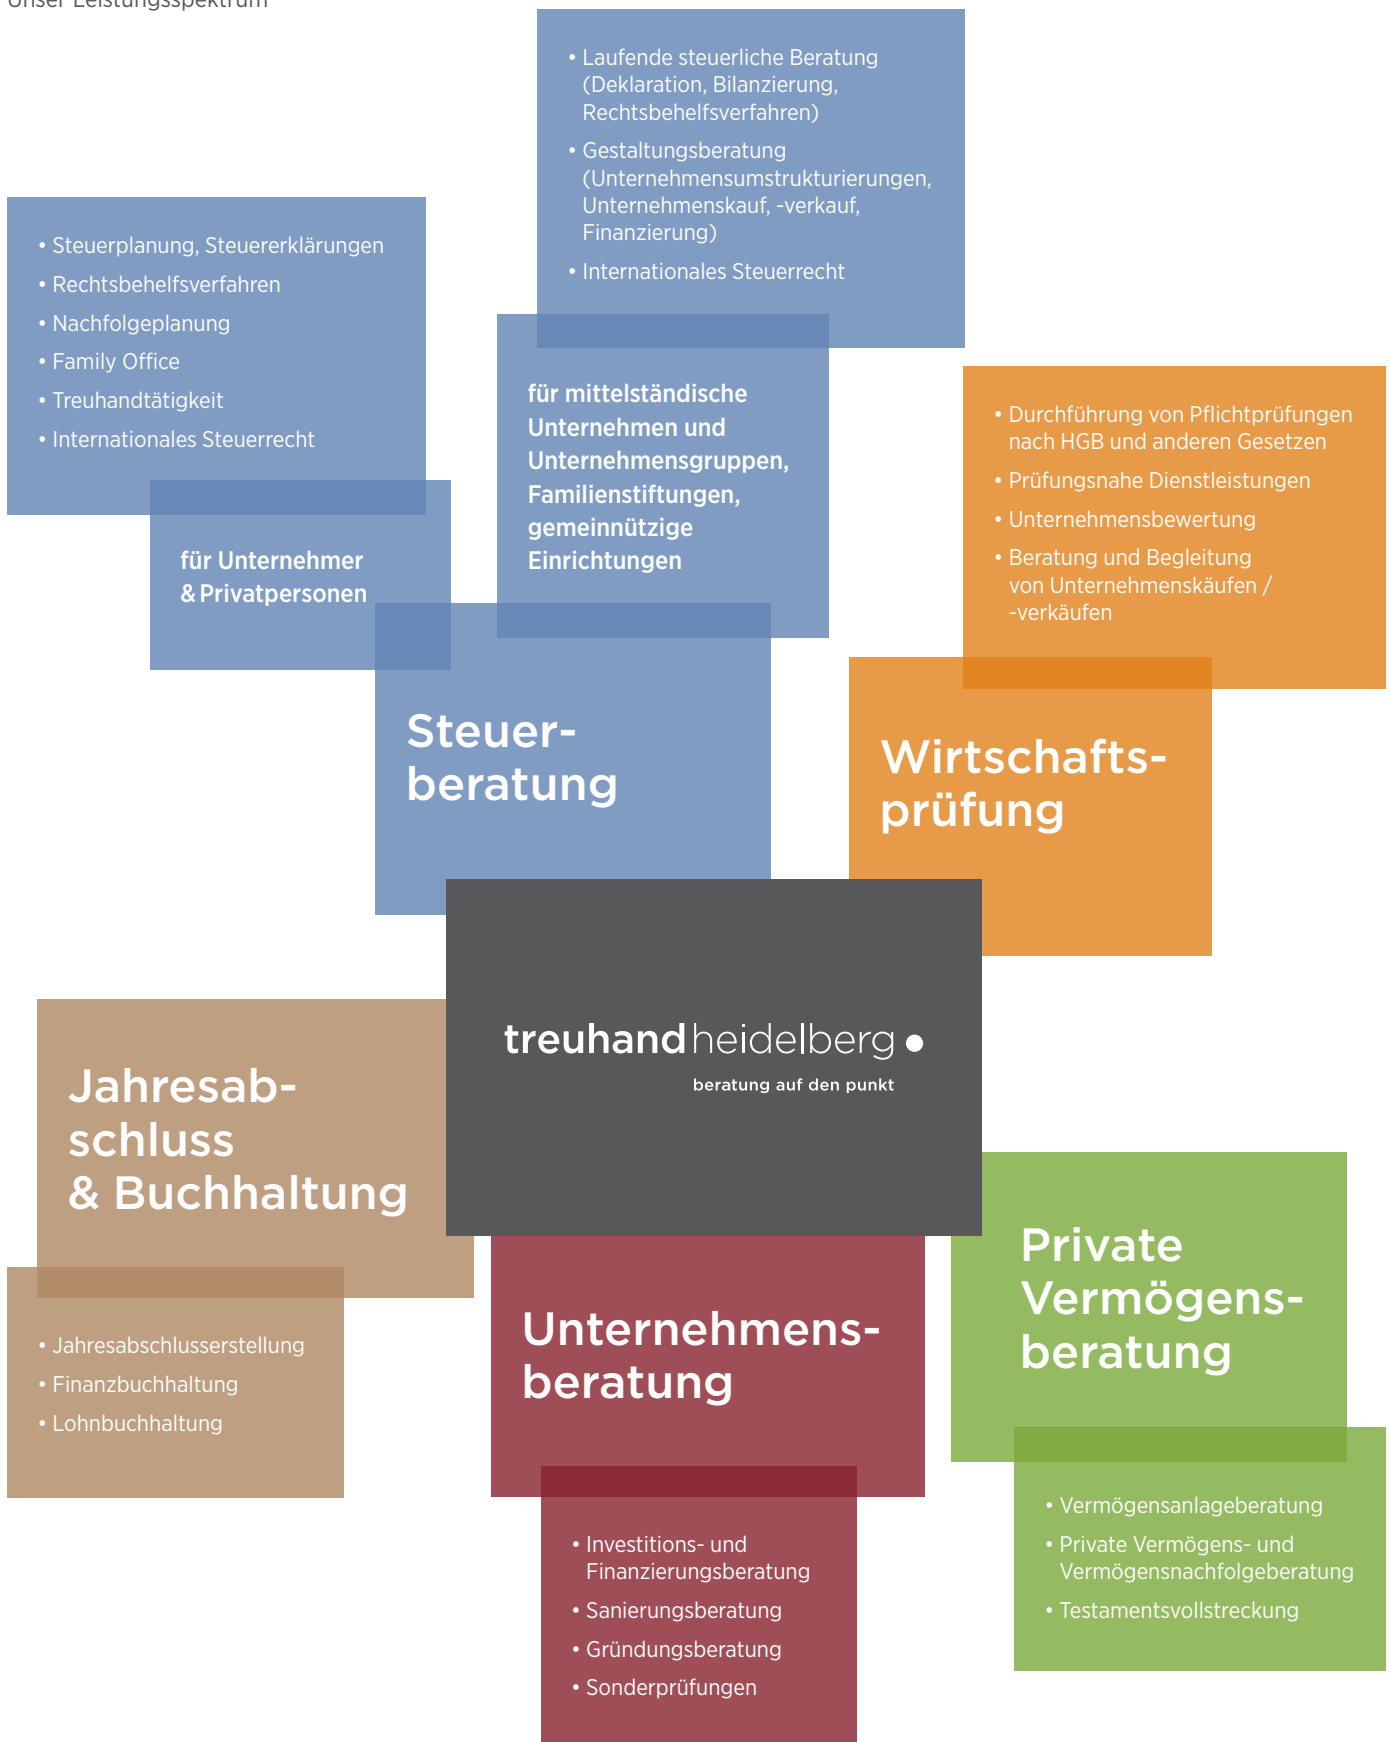 Unser Leistungsspektrum
• Laufende steuerliche Beratung
(Deklaration, Bilanzierung,
Rechtsbehelfsverfahren)
• Gestaltungsberatung
(Unternehmensumstrukturierungen,
Unternehmenskauf, -verkauf,
Finanzierung)
• Internationales Steuerrecht
• Steuerplanung, Steuererklärungen
• Rechtsbehelfsverfahren
• Nachfolgeplanung
• Family Office
• Treuhandtätigkeit
• Internationales Steuerrecht
für mittelständische
Unternehmen und
Unternehmensgruppen,
Familienstiftungen,
gemeinnützige
Einrichtungen
für Unternehmer
& Privatpersonen
• Durchführung von Pflichtprüfungen
nach HGB und anderen Gesetzen
• Prüfungsnahe Dienstleistungen
• Unternehmensbewertung
• Beratung und Begleitung
von Unternehmenskäufen /
-verkäufen
Steuer-
beratung
Wirtschafts-
prüfung
treuhandheidelberg
beratung auf den punkt
Jahresab-
schluss
& Buchhaltung
• Jahresabschlusserstellung
• Finanzbuchhaltung
• Lohnbuchhaltung
Unternehmens-
beratung
• Investitions- und
Finanzierungsberatung
• Sanierungsberatung
• Gründungsberatung
• Sonderprüfungen
Private
Vermögens-
beratung
• Vermögensanlageberatung
• Private Vermögens- und
Vermögensnachfolgeberatung
• Testamentsvollstreckung